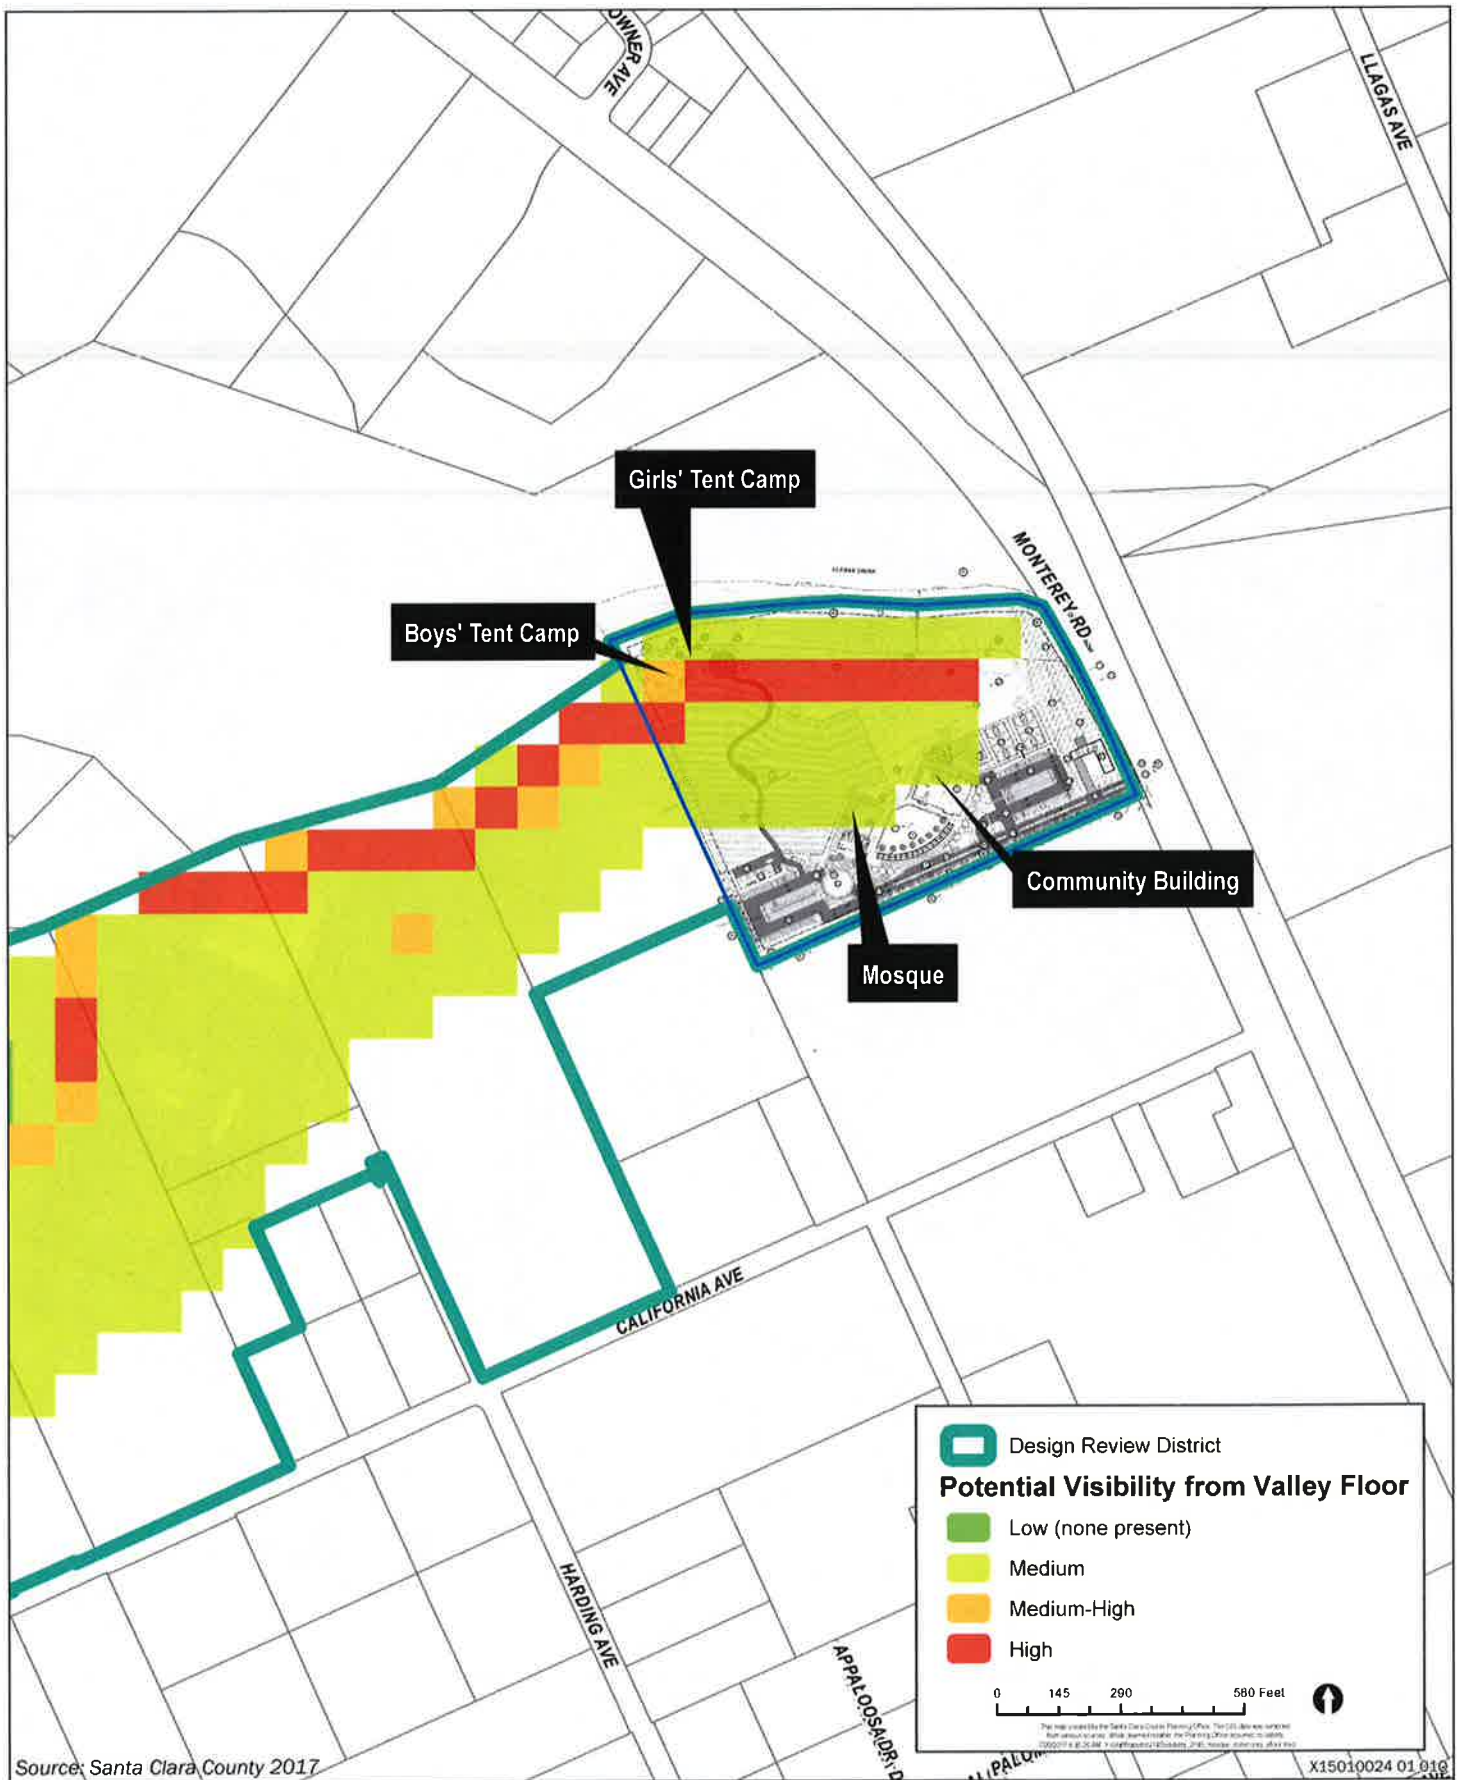 OWNER AVE
LLAGAS AVE
Girls' Tent Camp
MONTEREY RD
Boys' Tent Camp
Community Building
Mosque
CALIFORNIA AVE
HARDING AVE
APPALOOSA DR
Design Review District
Potential Visibility from Valley Floor
Low (none present)
Medium
Medium-High
High
0 145 290 580 Feet
Source: Santa Clara County 2017
X15010024 01 010